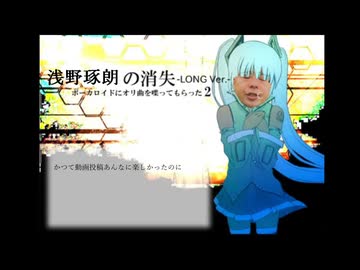 浅野琢朗の消失-LONG Ver.-
ボーカロイドにオリ曲を喋ってもらった2
かつて動画投稿あんなに楽しかったのに